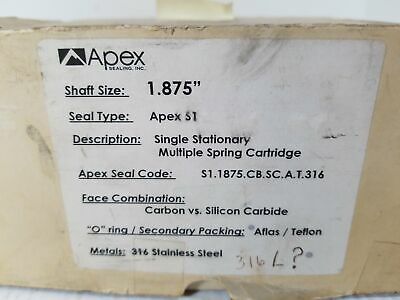 Apex
SEALING, INC.
Shaft Size: 1.875"
Seal Type: Apex S1
Description: Single Stationary
Multiple Spring Cartridge
Apex Seal Code: S1.1875.CB.SC.A.T.316
Face Combination:
Carbon vs. Silicon Carbide
"O" ring / Secondary Packing: Aflas / Teflon
Metals: 316 Stainless Steel
316 L ?